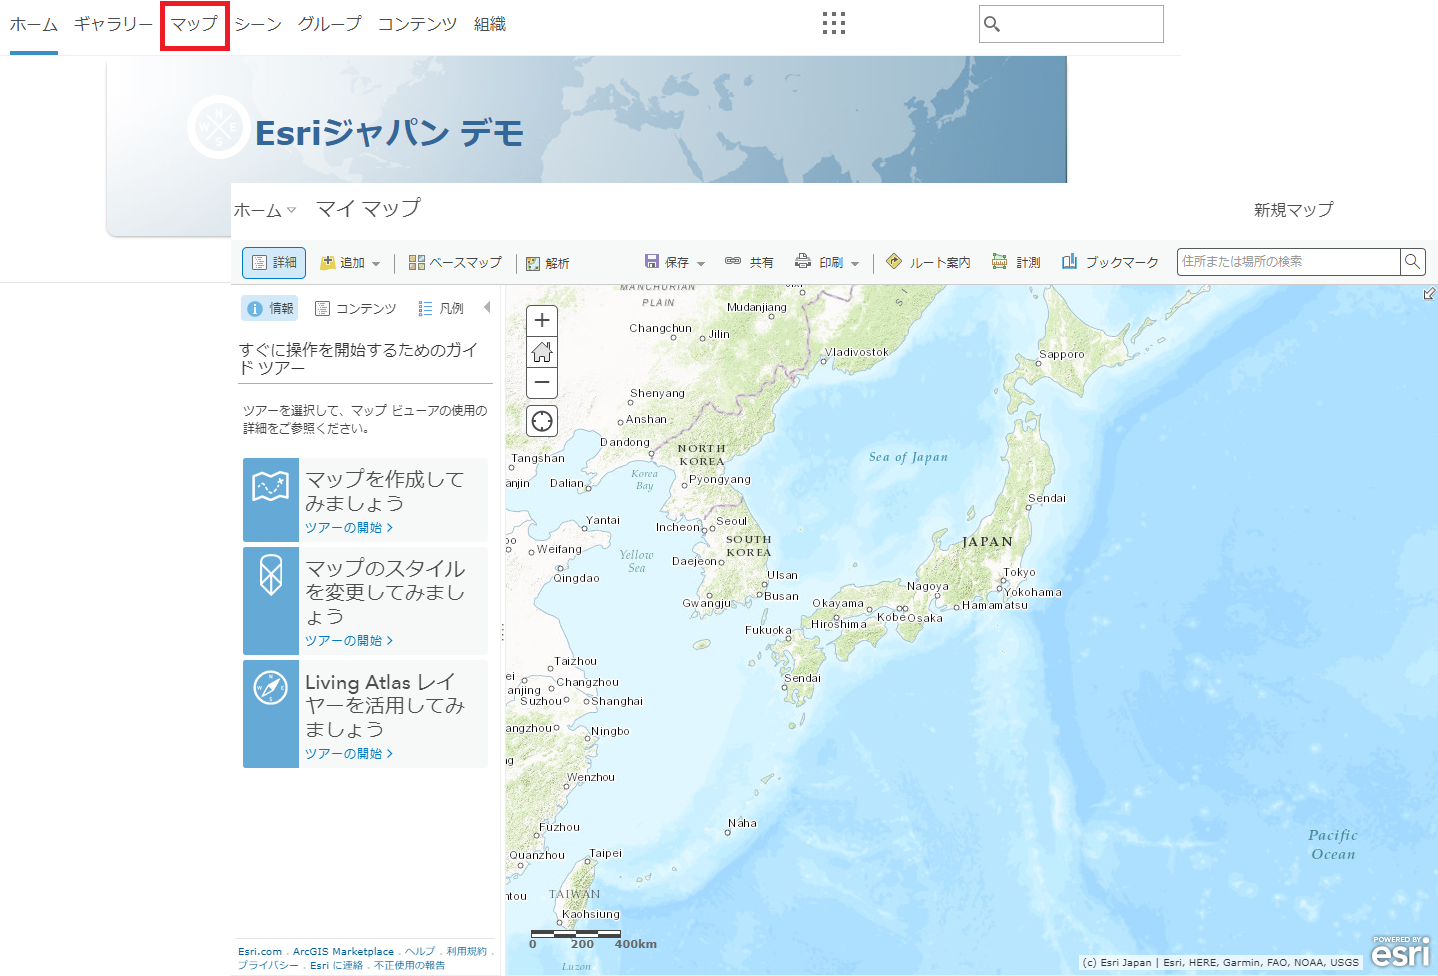 ホーム ギャラリー マップ シーン グループ コンテンツ 組織
N
W E
S
Esriジャパン デモ
ホーム マイ マップ 新規マップ
詳細 追加 ベースマップ 解析 保存 共有 印刷 ルート案内 計測 ブックマーク 住所または場所の検索
情報 コンテンツ 凡例
すぐに操作を開始するためのガイ
ド ツアー
ツアーを選択して、マップ ビューアの使用の
詳細をご参照ください。
マップを作成して
みましょう
ツアーの開始 >
マップのスタイル
を変更してみまし
ょう
ツアーの開始 >
Living Atlas レイ
ヤーを活用してみ
ましょう
ツアーの開始 >
Esri.com . ArcGIS Marketplace . ヘルプ . 利用規約 .
プライバシー . Esri に連絡 . 不正使用の報告
MANCHURIAN
PLAIN
Mudanjiang
Changchun
Jilin
Vladivostok
Sapporo
Shenyang
Anshan
Dandong
NORTH
KOREA
Sea of Japan
Tangshan
anjin
Dalian
Korea
Bay
Pyongyang
Sendai
Yantai
Incheon
Seoul
SOUTH
KOREA
JAPAN
Weifang
Yellow
Sea
Daejeon
Qingdao
Ulsan
Busan
Gwangju
Tokyo
Yokohama
Nagoya
Hamamatsu
Okayama
Kobe
Osaka
Hiroshima
Fukuoka
Taizhou
Sendai
ei
anjing
Changzhou
Suzhou
Shanghai
angzhou
Ningbo
Wenzhou
Naha
Fuzhou
Pacific
Ocean
Quanzhou
Taipei
TAIWAN
ntou
Kaohsiung
0 200 400km
Luzon
(c) Esri Japan | Esri, HERE, Garmin, FAO, NOAA, USGS
POWERED BY
esri